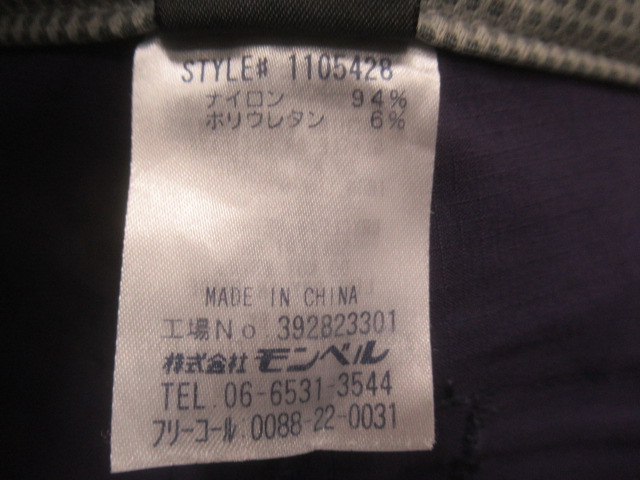 STYLE# 1105428
ナイロン 94%
ポリウレタン 6%
MADE IN CHINA
工場No.392823301
株式会社 モンベル
TEL.06-6531-3544
フリーコール.0088-22-0031